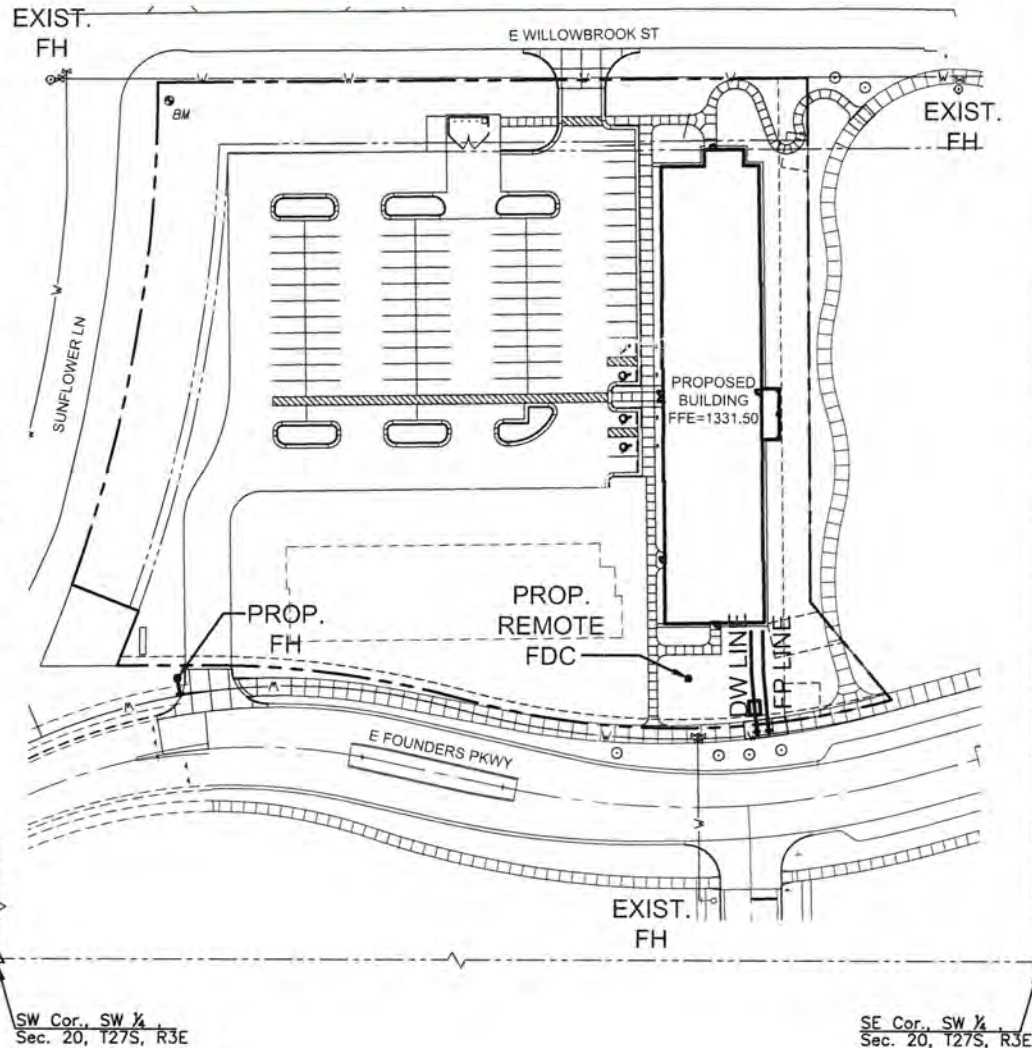 EXIST.
FH
E WILLOWBROOK ST
W
W
W
W
W
BM
EXIST.
FH
W
SUNFLOWER LN
W
PROPOSED
BUILDING
FFE=1331.50
PROP.
FH
PROP.
REMOTE
FDC
DW LINE
FP LINE
W
W
W
W
E FOUNDERS PKWY
EXIST.
FH
SW Cor., SW ¼
Sec. 20, T27S, R3E
SE Cor., SW ¼
Sec. 20, T27S, R3E